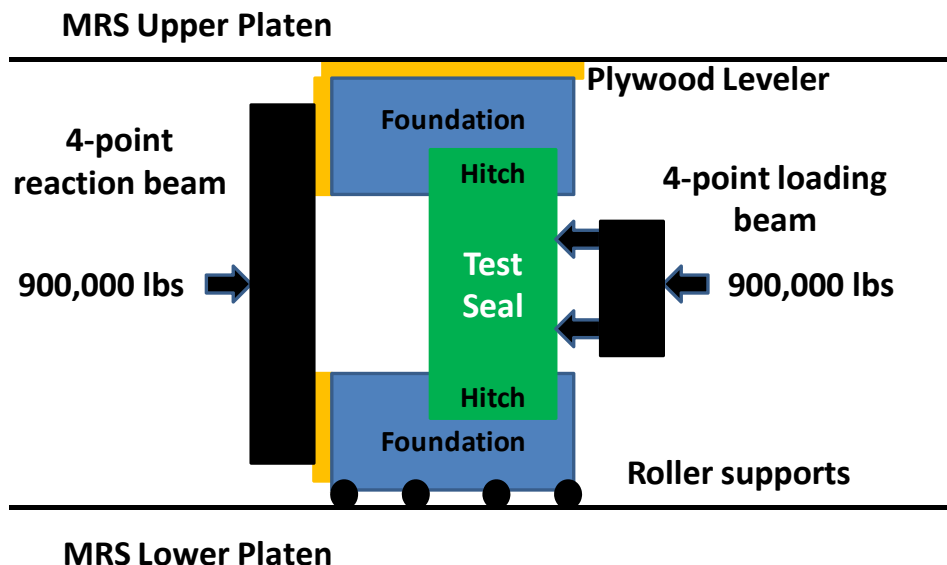 MRS Upper Platen
Plywood Leveler
Foundation
4-point
reaction beam
Hitch
4-point loading
beam
Test
Seal
900,000 lbs
900,000 lbs
Hitch
Foundation
Roller supports
MRS Lower Platen